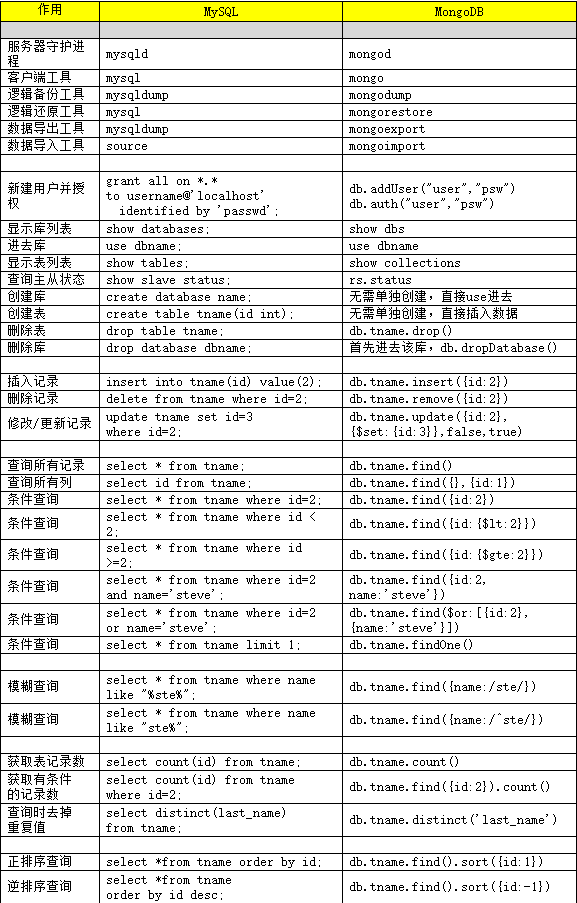 作用 MySQL MongoDB
服务器守护进程 mysqld mongod
客户端工具 mysql mongo
逻辑备份工具 mysqldump mongodump
逻辑还原工具 mysql mongorestore
数据导出工具 mysqldump mongoexport
数据导入工具 source mongoimport
新建用户并授权 grant all on *.*
to username@'localhost'
identified by 'passwd';
db.addUser("user","psw")
db.auth("user","psw")
显示库列表 show databases; show dbs
进去库 use dbname; use dbname
显示表列表 show tables; show collections
查询主从状态 show slave status; rs.status
创建库 create database name; 无需单独创建，直接use进去
创建表 create table tname(id int); 无需单独创建，直接插入数据
删除表 drop table tname; db.tname.drop()
删除库 drop database dbname; 首先进去该库，db.dropDatabase()
插入记录 insert into tname(id) value(2); db.tname.insert({id:2})
删除记录 delete from tname where id=2; db.tname.remove({id:2})
修改/更新记录 update tname set id=3
where id=2;
db.tname.update({id:2},
{$set:{id:3}},false,true)
查询所有记录 select * from tname; db.tname.find()
查询所有列 select id from tname; db.tname.find({},{id:1})
条件查询 select * from tname where id=2; db.tname.find({id:2})
条件查询 select * from tname where id <
2;
db.tname.find({id:{$lt:2}})
条件查询 select * from tname where id
>=2;
db.tname.find({id:{$gte:2}})
条件查询 select * from tname where id=2
and name='steve';
db.tname.find({id:2,
name:'steve'})
条件查询 select * from tname where id=2
or name='steve';
db.tname.find($or:[{id:2},
{name:'steve'}])
条件查询 select * from tname limit 1; db.tname.findOne()
模糊查询 select * from tname where name
like "%ste%";
db.tname.find({name:/ste/})
模糊查询 select * from tname where name
like "ste%";
db.tname.find({name:/^ste/})
获取表记录数 select count(id) from tname; db.tname.count()
获取有条件
的记录数
select count(id) from tname
where id=2;
db.tname.find({id:2}).count()
查询时去掉
重复值
select distinct(last_name)
from tname;
db.tname.distinct('last_name')
正排序查询 select *from tname order by id; db.tname.find().sort({id:1})
逆排序查询 select *from tname
order by id desc;
db.tname.find().sort({id:-1})